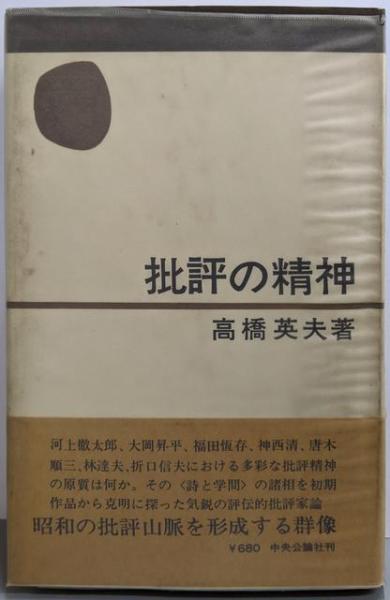 批評の精神
高橋英夫著
河上徹太郎、大岡昇平、福田恆存、神西清、唐木
順三、林達夫、折口信夫における多彩な批評精神
の原質は何か。その〈詩と学問〉の諸相を初期
作品から克明に探った気鋭の評伝的批評家論
昭和の批評山脈を形成する群像
¥680 中央公論社刊